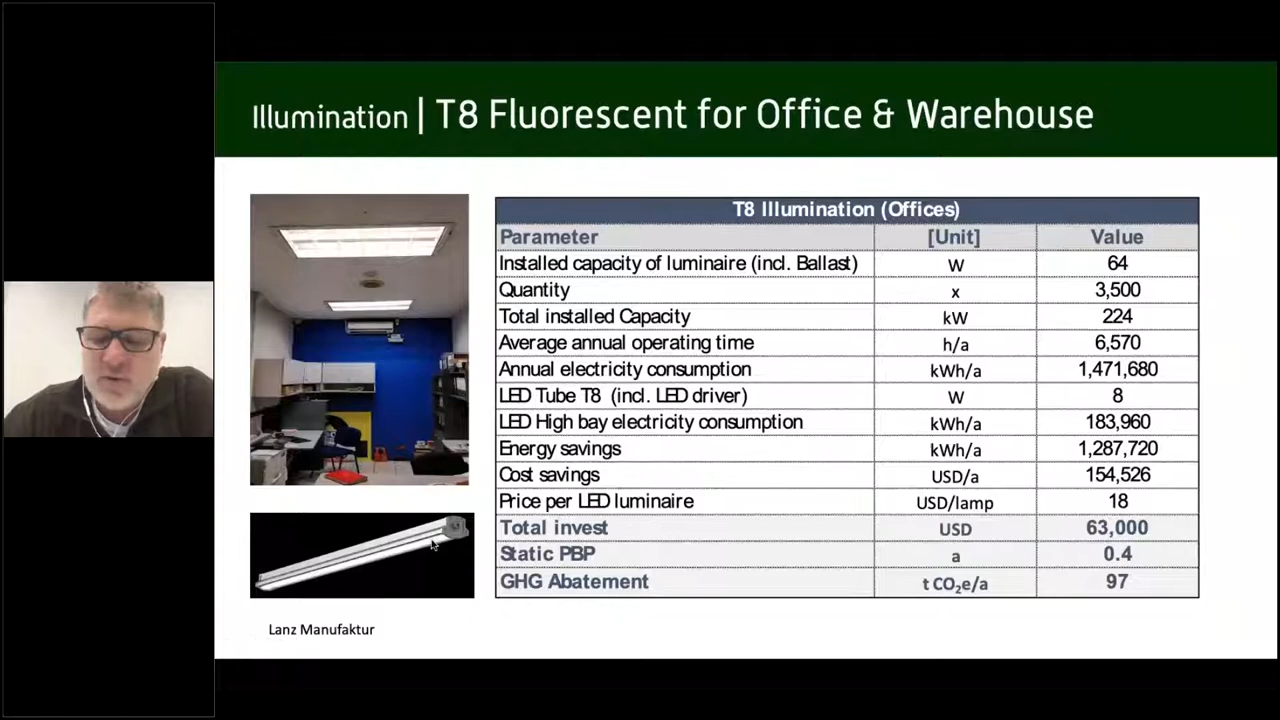 Illumination | T8 Fluorescent for Office & Warehouse
T8 Illumination (Offices)
Parameter [Unit] Value
Installed capacity of luminaire (incl. Ballast) W 64
Quantity x 3,500
Total installed Capacity kW 224
Average annual operating time h/a 6,570
Annual electricity consumption kWh/a 1,471,680
LED Tube T8 (incl. LED driver) W 8
LED High bay electricity consumption kWh/a 183,960
Energy savings kWh/a 1,287,720
Cost savings USD/a 154,526
Price per LED luminaire USD/lamp 18
Total invest USD 63,000
Static PBP a 0.4
GHG Abatement t CO₂e/a 97
Lanz Manufaktur